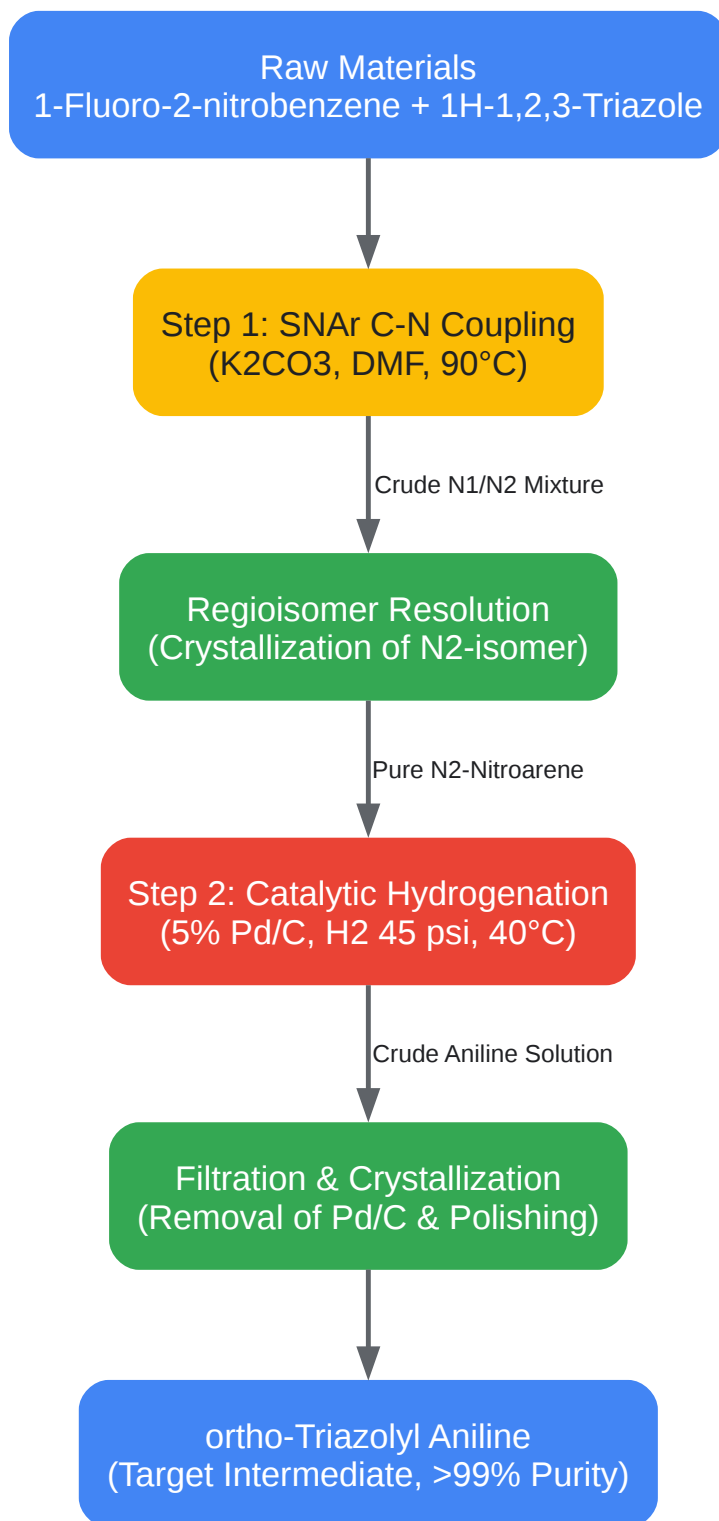 Raw Materials
1-Fluoro-2-nitrobenzene + 1H-1,2,3-Triazole
Step 1: SNAr C-N Coupling
(K2CO3, DMF, 90°C)
Crude N1/N2 Mixture
Regioisomer Resolution
(Crystallization of N2-isomer)
Pure N2-Nitroarene
Step 2: Catalytic Hydrogenation
(5% Pd/C, H2 45 psi, 40°C)
Crude Aniline Solution
Filtration & Crystallization
(Removal of Pd/C & Polishing)
ortho-Triazolyl Aniline
(Target Intermediate, >99% Purity)